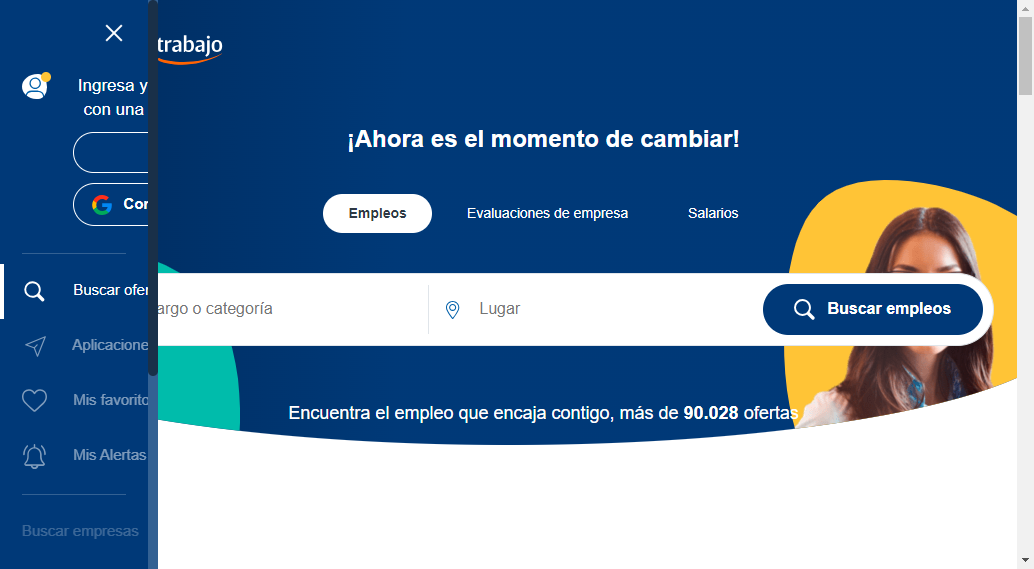 trabajo
Ingresa y
con una
Con
¡Ahora es el momento de cambiar!
Empleos
Evaluaciones de empresa
Salarios
Buscar ofer
argo o categoría
Lugar
Buscar empleos
Aplicacione
Mis favorito
Mis Alertas
Encuentra el empleo que encaja contigo, más de 90.028 ofertas
Buscar empresas